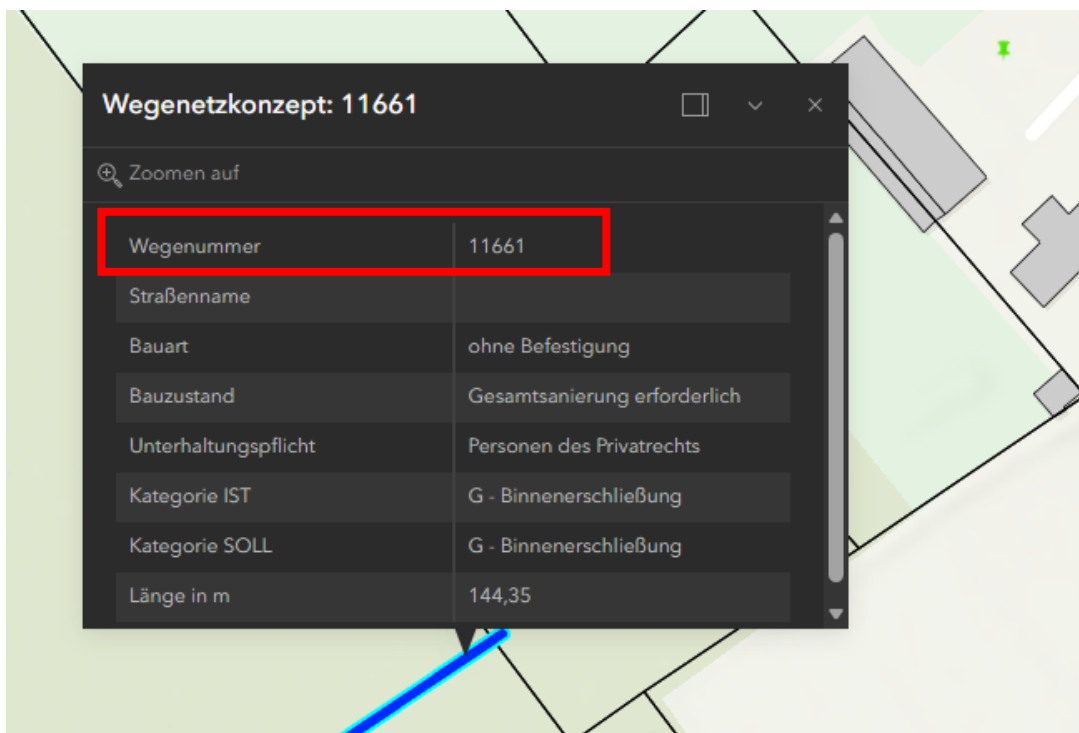 Wegenetzkonzept: 11661
Zoomen auf
Wegenummer 11661
Straßenname
Bauart ohne Befestigung
Bauzustand Gesamtsanierung erforderlich
Unterhaltungspflicht Personen des Privatrechts
Kategorie IST G - Binnenerschließung
Kategorie SOLL G - Binnenerschließung
Länge in m 144,35